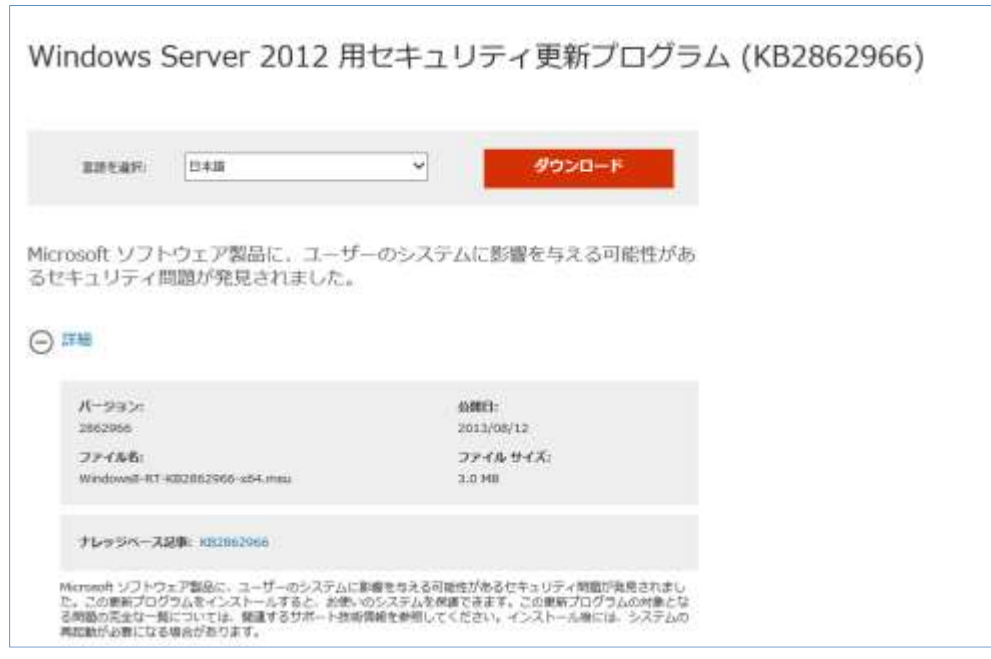 Windows Server 2012 用セキュリティ更新プログラム (KB2862966)
言語を選択: 日本語 ダウンロード
Microsoft ソフトウェア製品に、ユーザーのシステムに影響を与える可能性があ
るセキュリティ問題が発見されました。
詳細
バージョン: 公開日:
2862966 2013/08/12
ファイル名: ファイル サイズ:
Windows8-RT-KB2862966-x64.msu 3.0 MB
ナレッジベース記事: KB2862966
Microsoft ソフトウェア製品に、ユーザーのシステムに影響を与える可能性があるセキュリティ問題が発見されまし
た。この更新プログラムをインストールすると、お使いのシステムを保護できます。この更新プログラムの対象とな
る問題の完全な一覧については、関連するサポート技術情報を参照してください。インストール後には、システムの
再起動が必要になる場合があります。